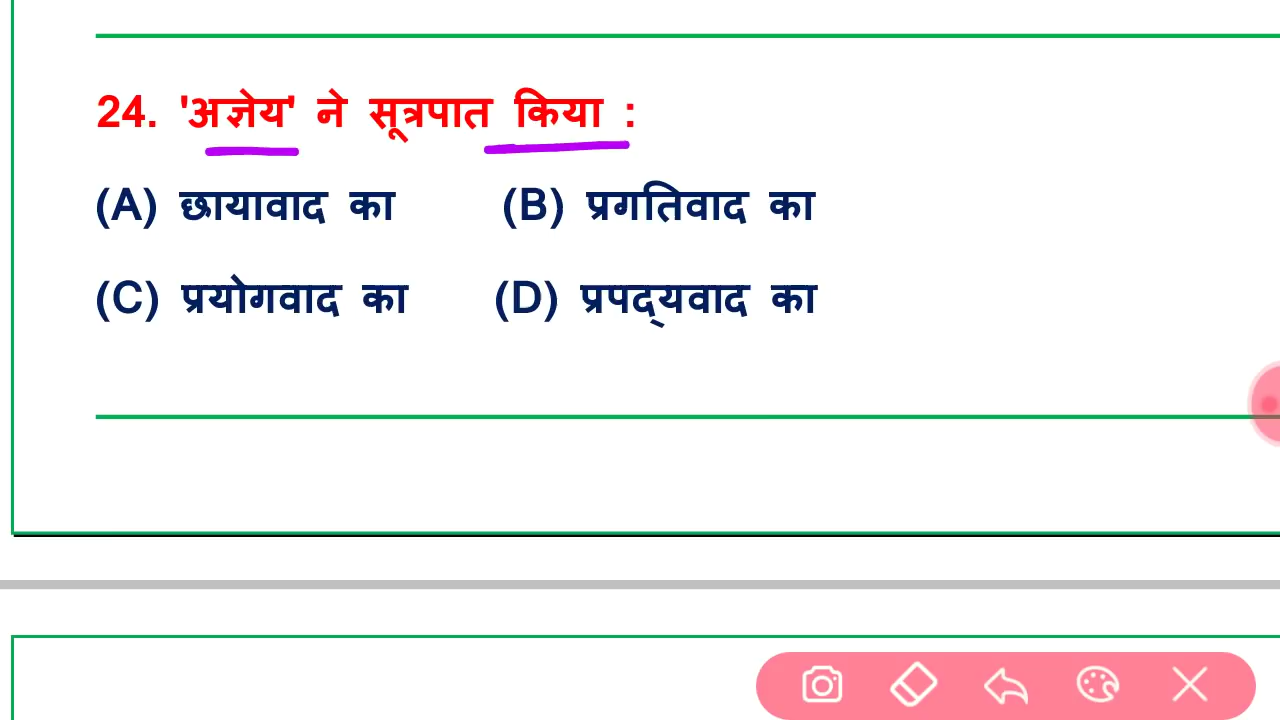 24. 'अज्ञेय' ने सूत्रपात किया :
(A) छायावाद का (B) प्रगतिवाद का
(C) प्रयोगवाद का (D) प्रपद्‌यवाद का